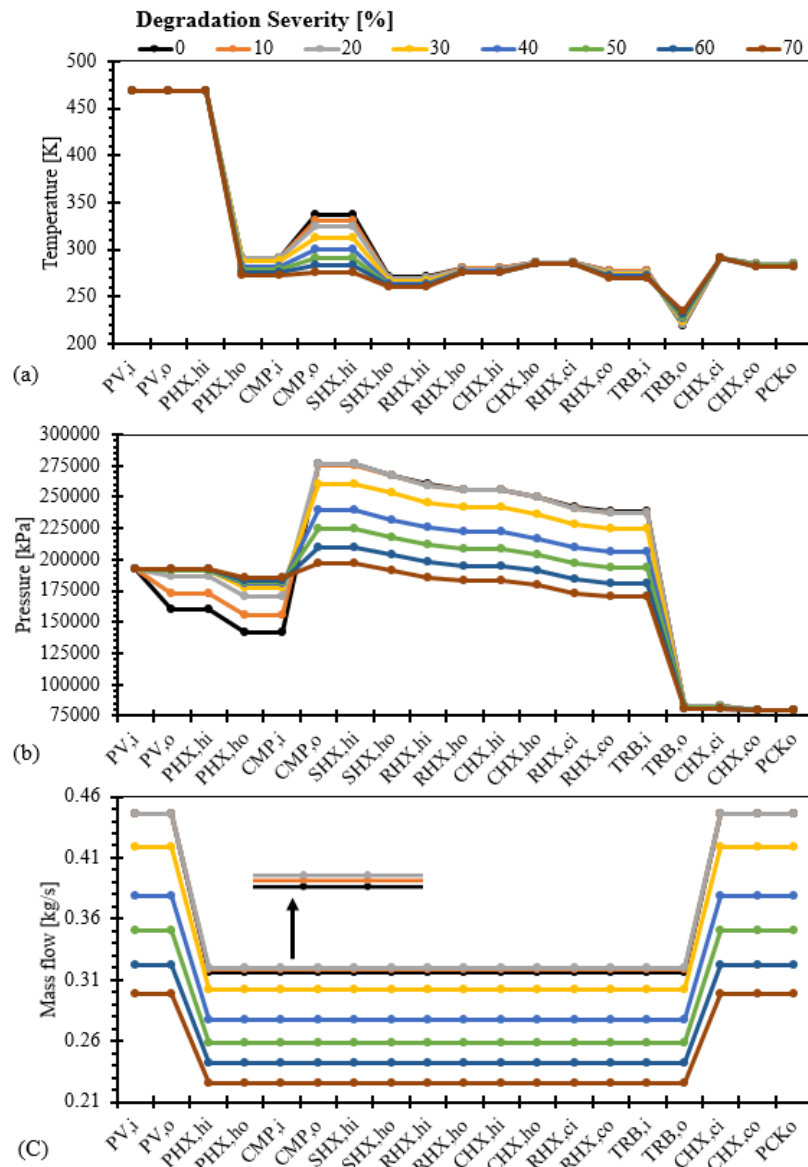 Degradation Severity [%]
0 10 20 30 40 50 60 70
500
450
400
350
300
250
200
Temperature [K]
PV,i PV,o PHX,hi PHX,ho CMP,i CMP,o SHX,hi SHX,ho RHX,hi RHX,ho CHX,hi CHX,ho RHX,ci RHX,co TRB,i TRB,o CHX,ci CHX,co PCKo
(a)
300000
275000
250000
225000
200000
175000
150000
125000
100000
75000
Pressure [kPa]
PV,i PV,o PHX,hi PHX,ho CMP,i CMP,o SHX,hi SHX,ho RHX,hi RHX,ho CHX,hi CHX,ho RHX,ci RHX,co TRB,i TRB,o CHX,ci CHX,co PCKo
(b)
0.46
0.41
0.36
0.31
0.26
0.21
Mass flow [kg/s]
PV,i PV,o PHX,hi PHX,ho CMP,i CMP,o SHX,hi SHX,ho RHX,hi RHX,ho CHX,hi CHX,ho RHX,ci RHX,co TRB,i TRB,o CHX,ci CHX,co PCKo
(C)